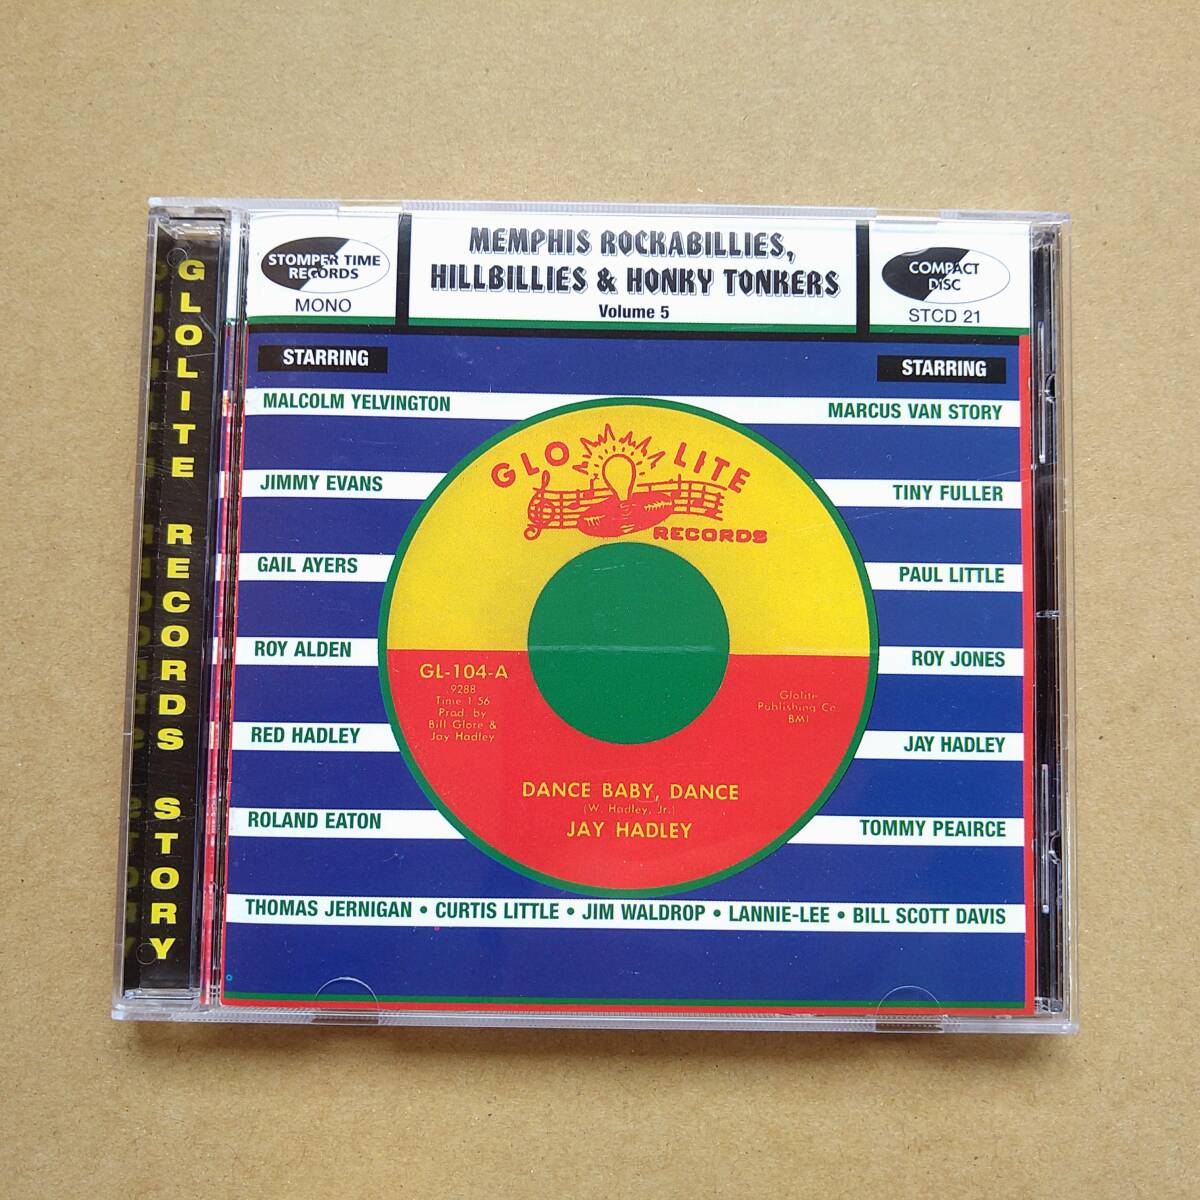 GLOLITE RECORDS STORY
STOMPER TIME
RECORDS
MONO
MEMPHIS ROCKABILLIES,
HILLBILLIES & HONKY TONKERS
Volume 5
COMPACT
DISC
STCD 21
STARRING
STARRING
MALCOLM YELVINGTON
MARCUS VAN STORY
JIMMY EVANS
TINY FULLER
GAIL AYERS
PAUL LITTLE
ROY ALDEN
ROY JONES
RED HADLEY
JAY HADLEY
ROLAND EATON
TOMMY PEAIRCE
THOMAS JERNIGAN • CURTIS LITTLE • JIM WALDROP • LANNIE-LEE • BILL SCOTT DAVIS
GLO LITE
RECORDS
GL-104-A
9288
Time 1:56
Prod. by
Bill Glore &
Jay Hadley
Glolite
Publishing Co.
BMI
DANCE BABY, DANCE
(W. Hadley, Jr.)
JAY HADLEY